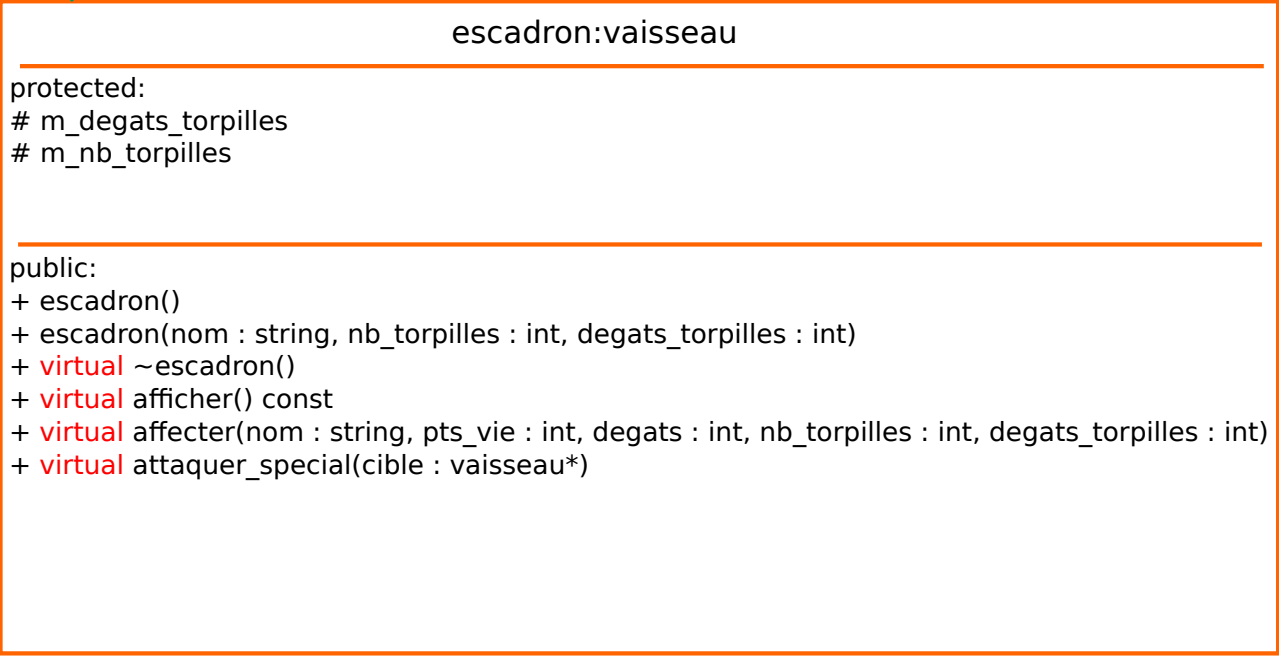 escadron:vaisseau
protected:
# m_degats_torpilles
# m_nb_torpilles
public:
+ escadron()
+ escadron(nom : string, nb_torpilles : int, degats_torpilles : int)
+ virtual ~escadron()
+ virtual afficher() const
+ virtual affecter(nom : string, pts_vie : int, degats : int, nb_torpilles : int, degats_torpilles : int)
+ virtual attaquer_special(cible : vaisseau*)